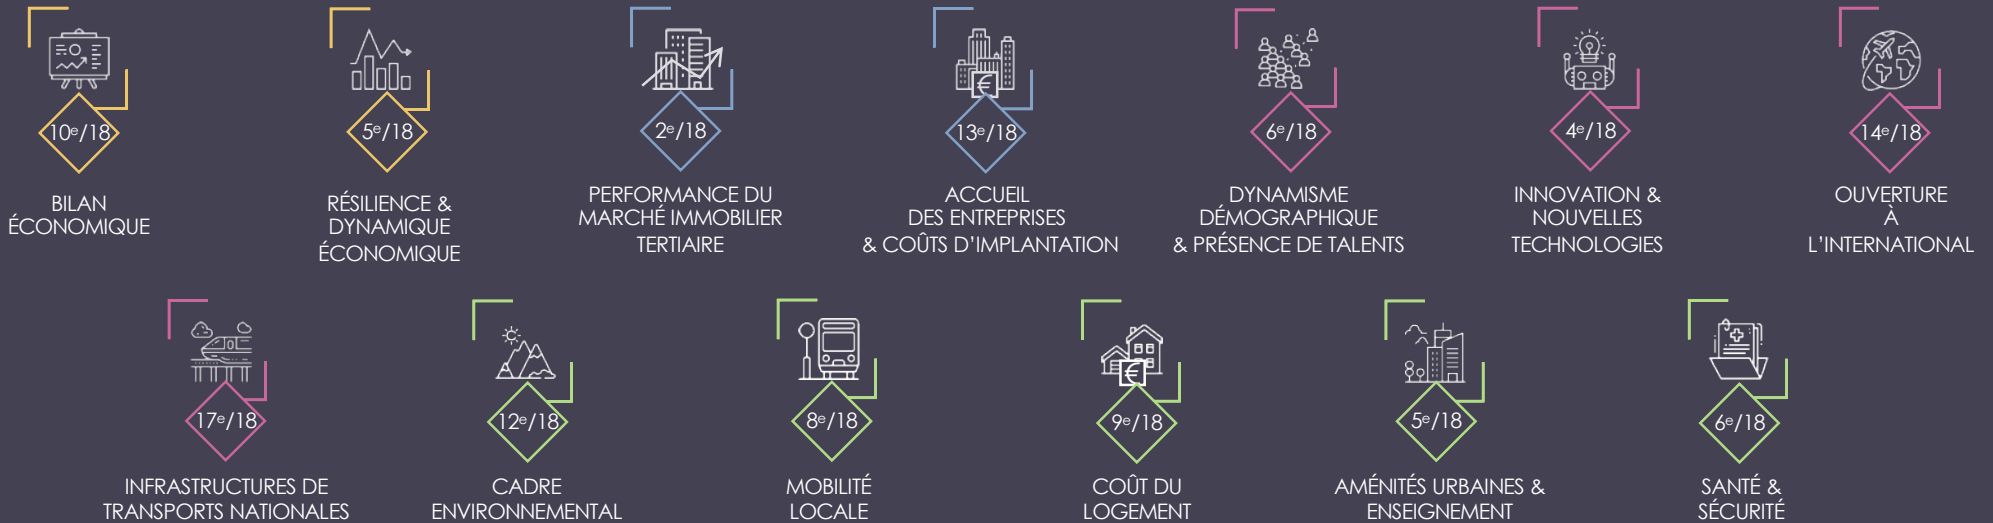 10e/18
BILAN
ÉCONOMIQUE
5e/18
RÉSILIENCE &
DYNAMIQUE
ÉCONOMIQUE
2e/18
PERFORMANCE DU
MARCHÉ IMMOBILIER
TERTIAIRE
€
13e/18
ACCUEIL
DES ENTREPRISES
& COÛTS D'IMPLANTATION
6e/18
DYNAMISME
DÉMOGRAPHIQUE
& PRÉSENCE DE TALENTS
4e/18
INNOVATION &
NOUVELLES
TECHNOLOGIES
14e/18
OUVERTURE
À
L'INTERNATIONAL
17e/18
INFRASTRUCTURES DE
TRANSPORTS NATIONALES
12e/18
CADRE
ENVIRONNEMENTAL
8e/18
MOBILITÉ
LOCALE
€
9e/18
COÛT DU
LOGEMENT
5e/18
AMÉNITÉS URBAINES &
ENSEIGNEMENT
6e/18
SANTÉ &
SÉCURITÉ